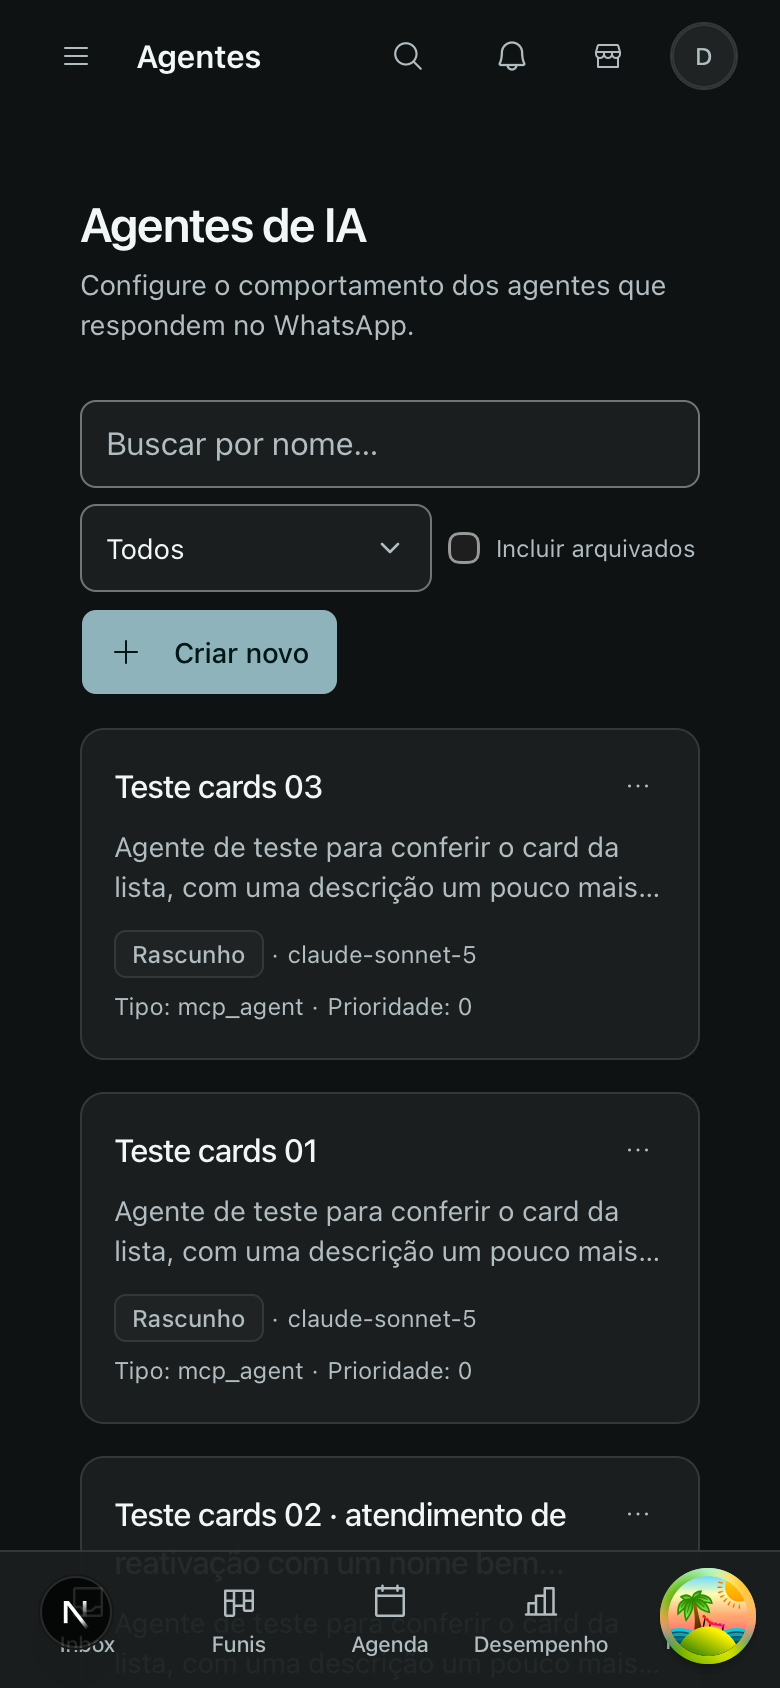 Agentes
D
Agentes de IA
Configure o comportamento dos agentes que
respondem no WhatsApp.
Buscar por nome...
Todos
Incluir arquivados
Criar novo
Teste cards 03
Agente de teste para conferir o card da
lista, com uma descrição um pouco mais...
Rascunho · claude-sonnet-5
Tipo: mcp_agent · Prioridade: 0
Teste cards 01
Agente de teste para conferir o card da
lista, com uma descrição um pouco mais...
Rascunho · claude-sonnet-5
Tipo: mcp_agent · Prioridade: 0
Teste cards 02 · atendimento de
reativação com um nome bem...
Agente de teste para conferir o card da
lista, com uma descrição um pouco mais...
N
Inbox
Funis
Agenda
Desempenho